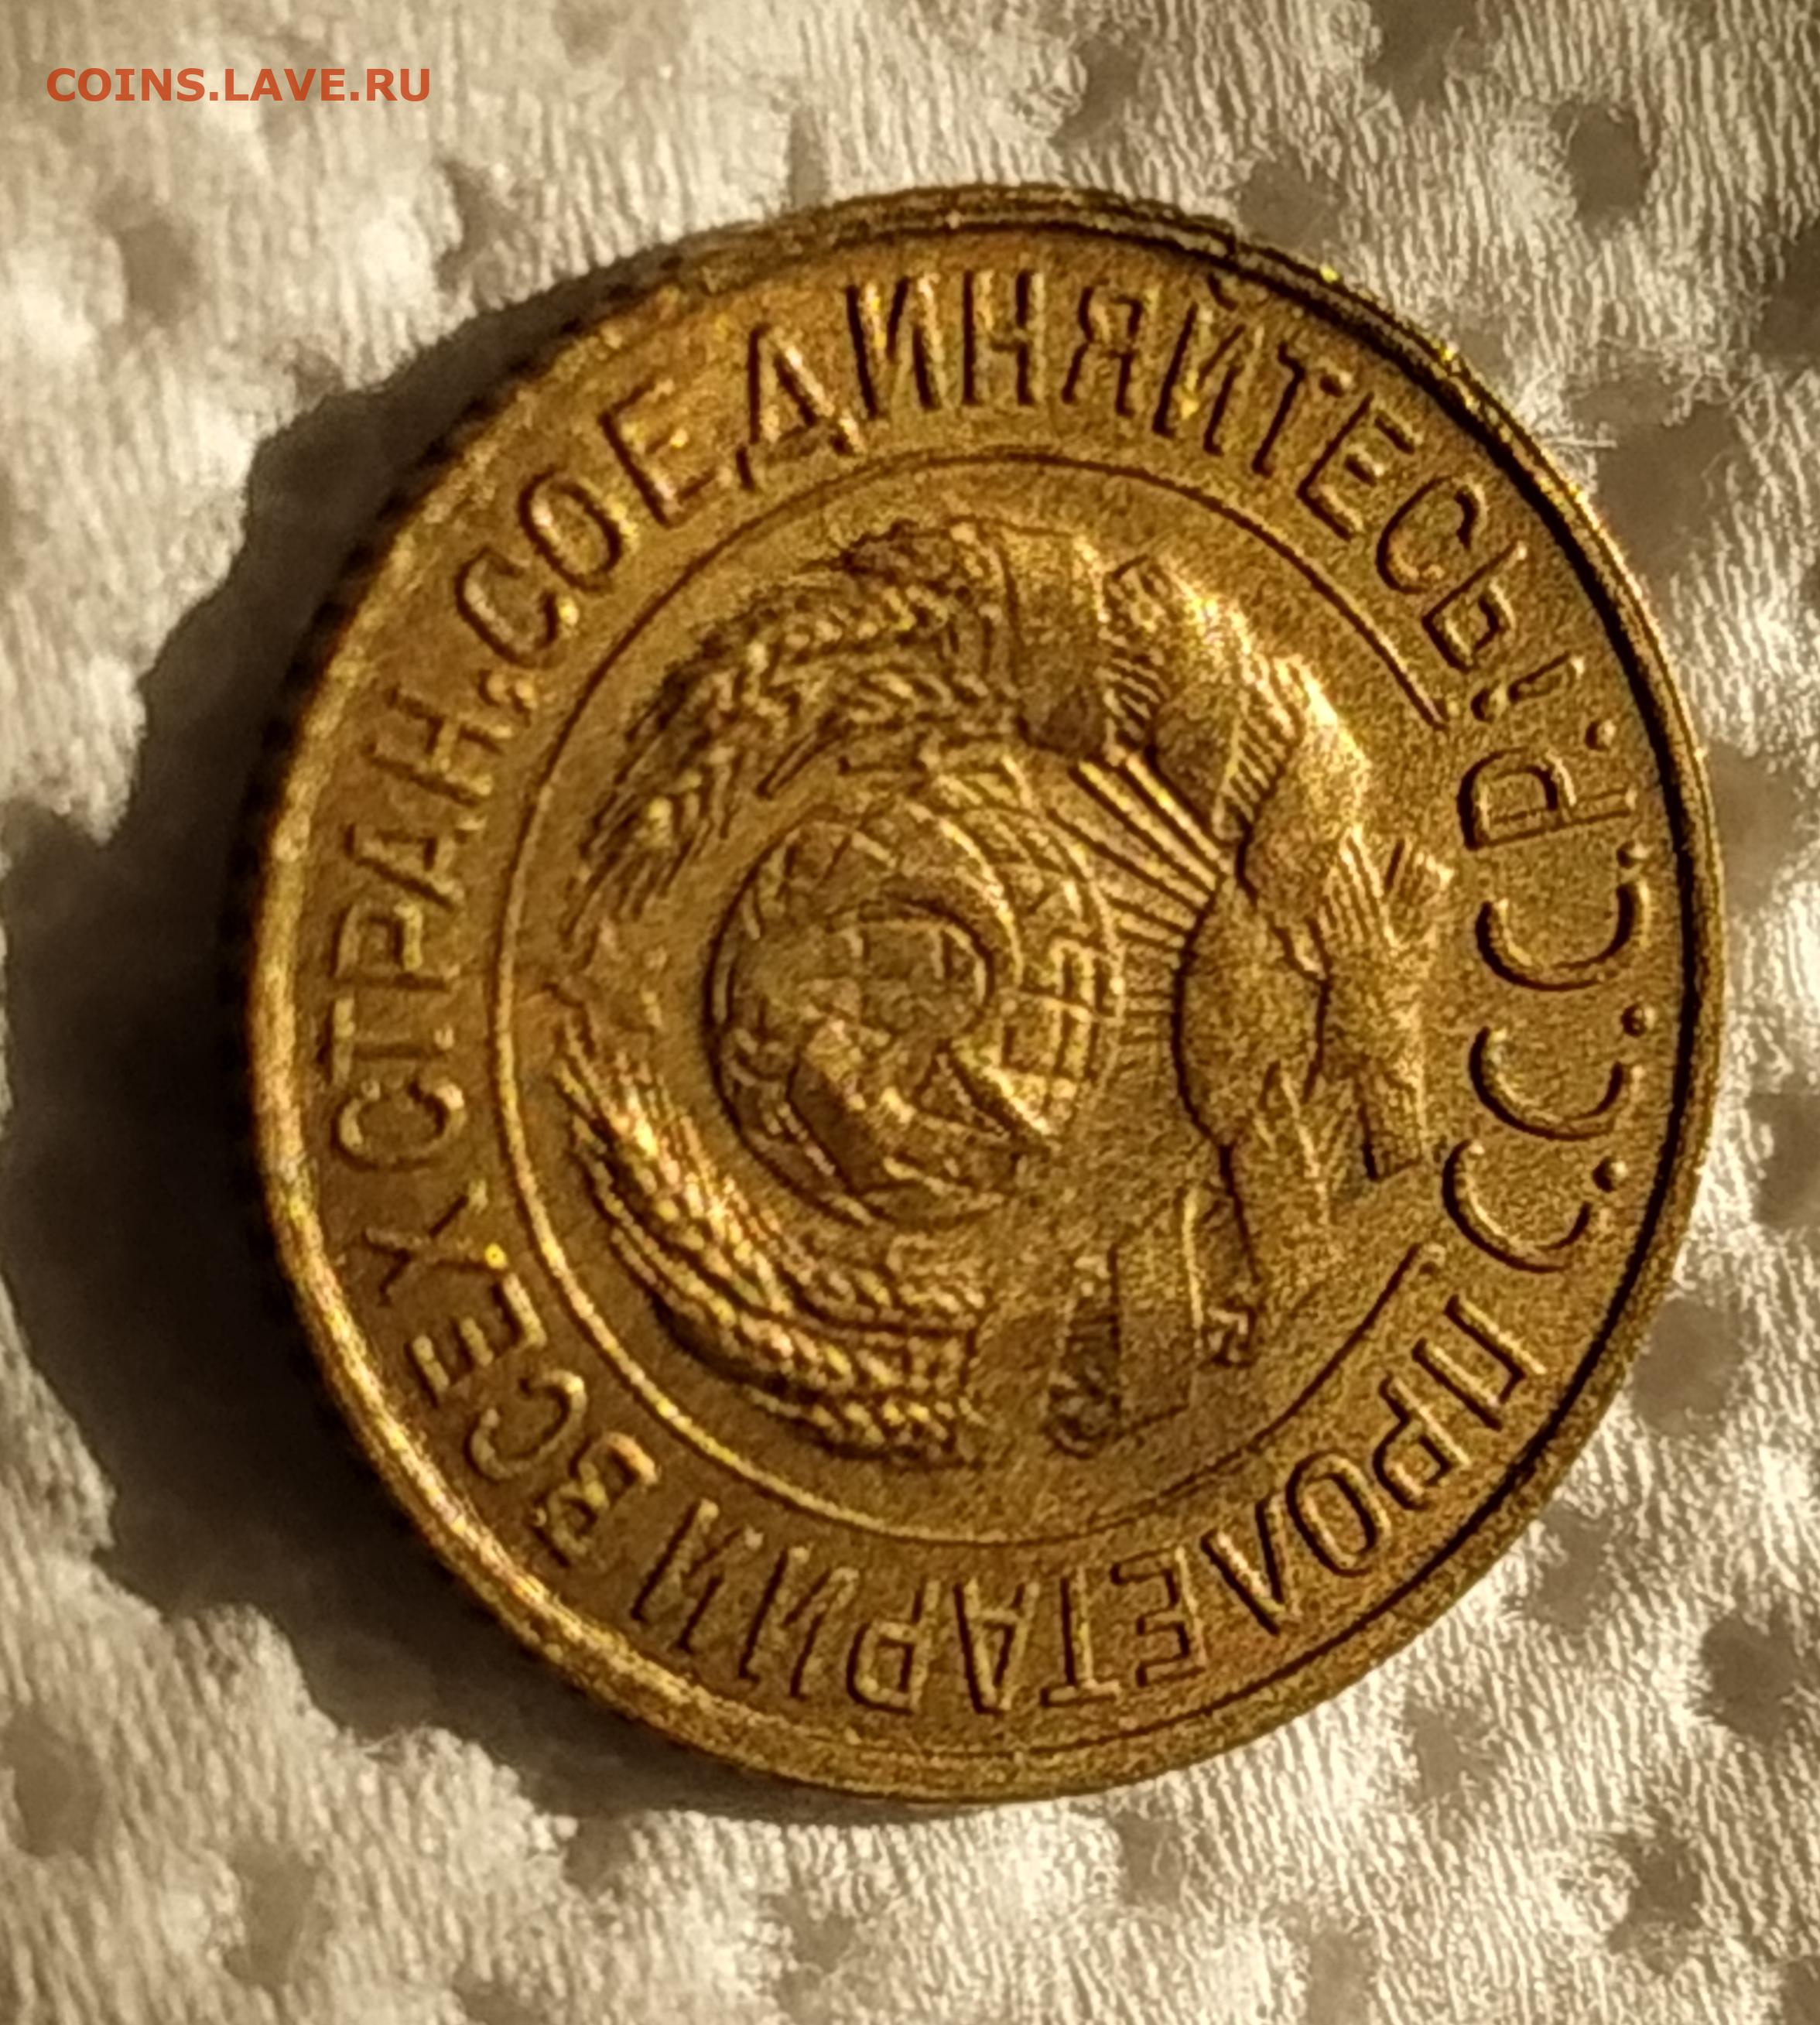 COINS.LAVE.RU
ПРОЛЕТАРИИ ВСЕХ СТРАН, СОЕДИНЯЙТЕСЬ!
С.С.С.Р.